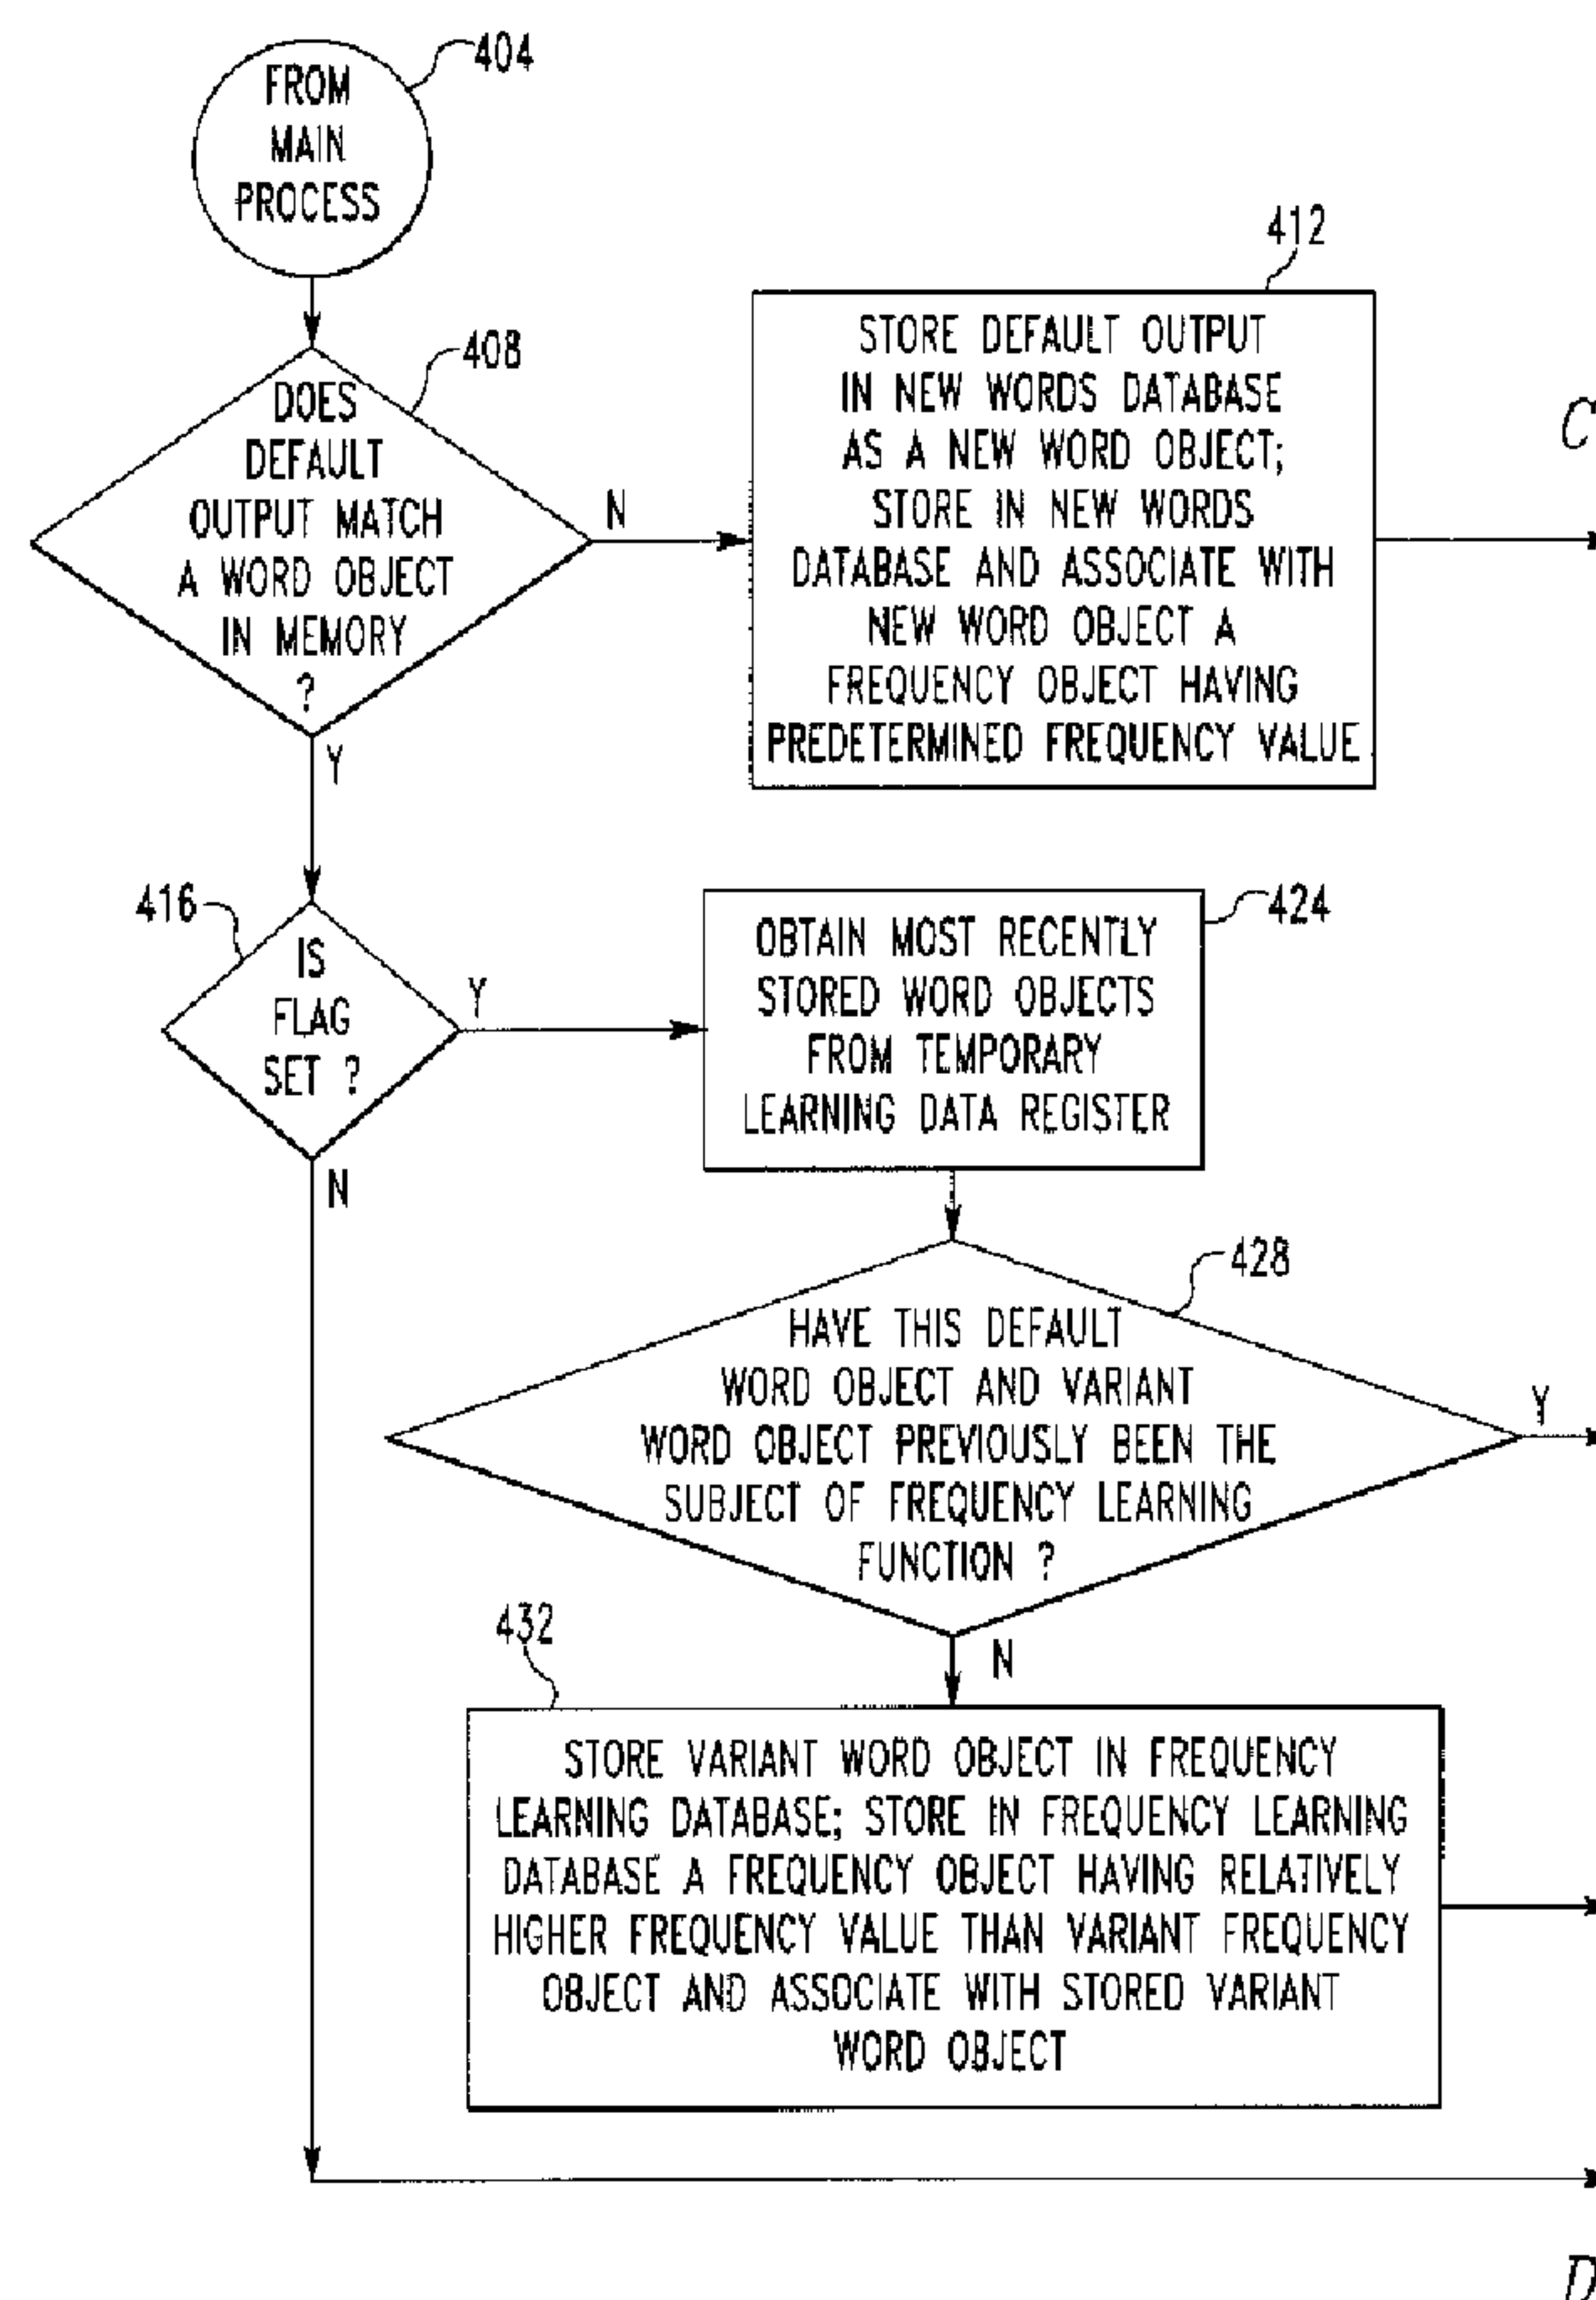 404
FROM
MAIN
PROCESS
408
DOES
DEFAULT
OUTPUT MATCH
A WORD OBJECT
IN MEMORY
?
N
Y
412
STORE DEFAULT OUTPUT
IN NEW WORDS DATABASE
AS A NEW WORD OBJECT;
STORE IN NEW WORDS
DATABASE AND ASSOCIATE WITH
NEW WORD OBJECT A
FREQUENCY OBJECT HAVING
PREDETERMINED FREQUENCY VALUE
C
416
IS
FLAG
SET ?
Y
N
424
OBTAIN MOST RECENTLY
STORED WORD OBJECTS
FROM TEMPORARY
LEARNING DATA REGISTER
428
HAVE THIS DEFAULT
WORD OBJECT AND VARIANT
WORD OBJECT PREVIOUSLY BEEN THE
SUBJECT OF FREQUENCY LEARNING
FUNCTION ?
Y
N
432
STORE VARIANT WORD OBJECT IN FREQUENCY
LEARNING DATABASE; STORE IN FREQUENCY LEARNING
DATABASE A FREQUENCY OBJECT HAVING RELATIVELY
HIGHER FREQUENCY VALUE THAN VARIANT FREQUENCY
OBJECT AND ASSOCIATE WITH STORED VARIANT
WORD OBJECT
D